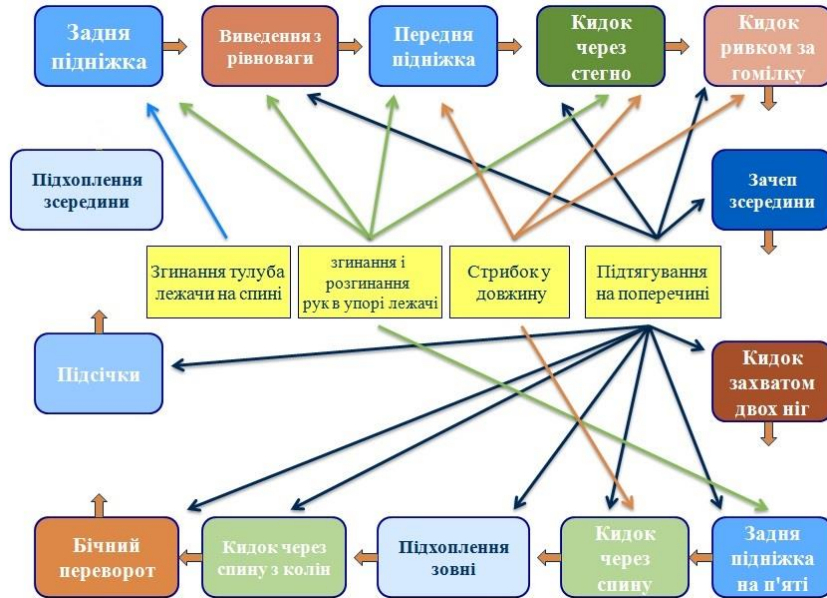 Задня
підніжка
Виведення з
рівноваги
Передня
підніжка
Кидок
через
стегно
Кидок
ривком за
гомілку
Підхоплення
зсередини
Зачеп
зсередини
Згинання тулуба
лежачи на спині
згинання і
розгинання
рук в упорі лежачі
Стрибок у
довжину
Підтягування
на поперечині
Підсічки
Кидок
захватом
двох ніг
Бічний
переворот
Кидок через
спину з колін
Підхоплення
зовні
Кидок
через
спину
Задня
підніжка
на п'яті